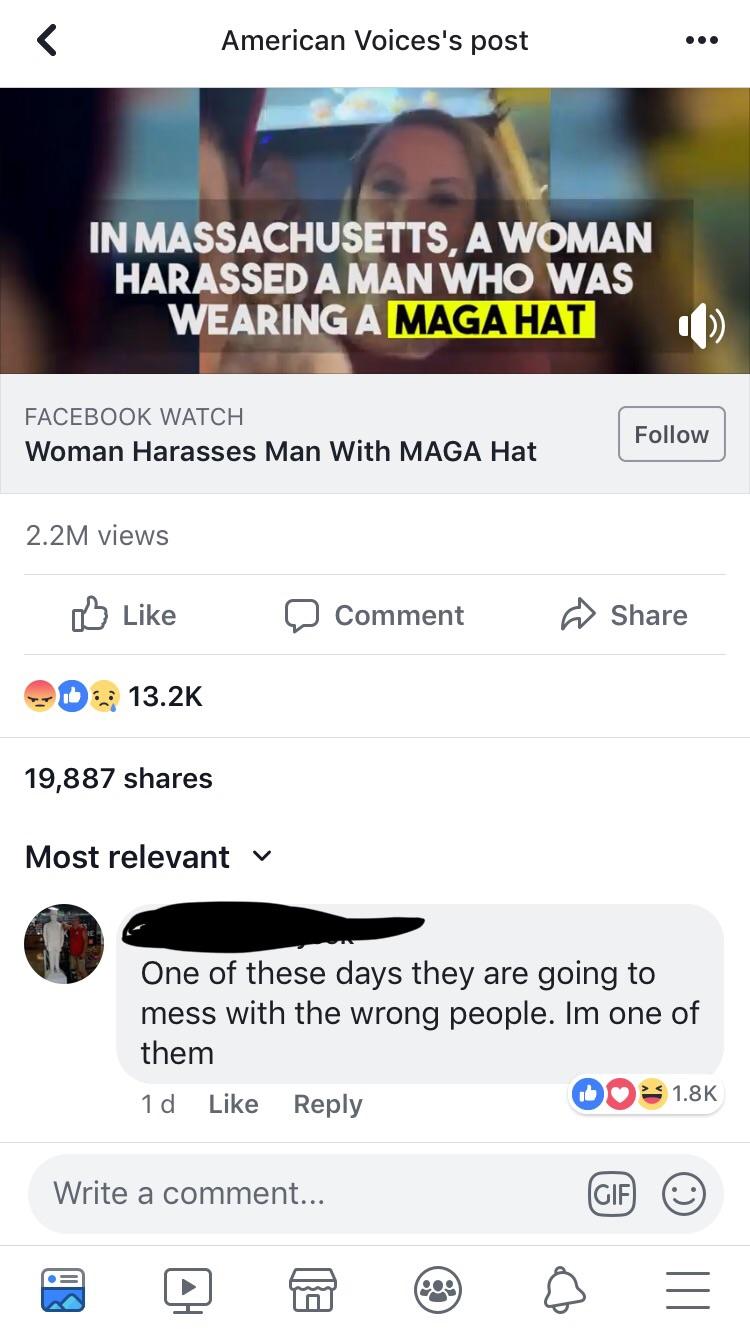 American Voices's post
IN MASSACHUSETTS, A WOMAN
HARASSED A MAN WHO WAS
WEARING A MAGA HAT
FACEBOOK WATCH
Woman Harasses Man With MAGA Hat
Follow
2.2M views
Like Comment Share
13.2K
19,887 shares
Most relevant
One of these days they are going to
mess with the wrong people. Im one of
them
1 d Like Reply 1.8K
Write a comment... GIF